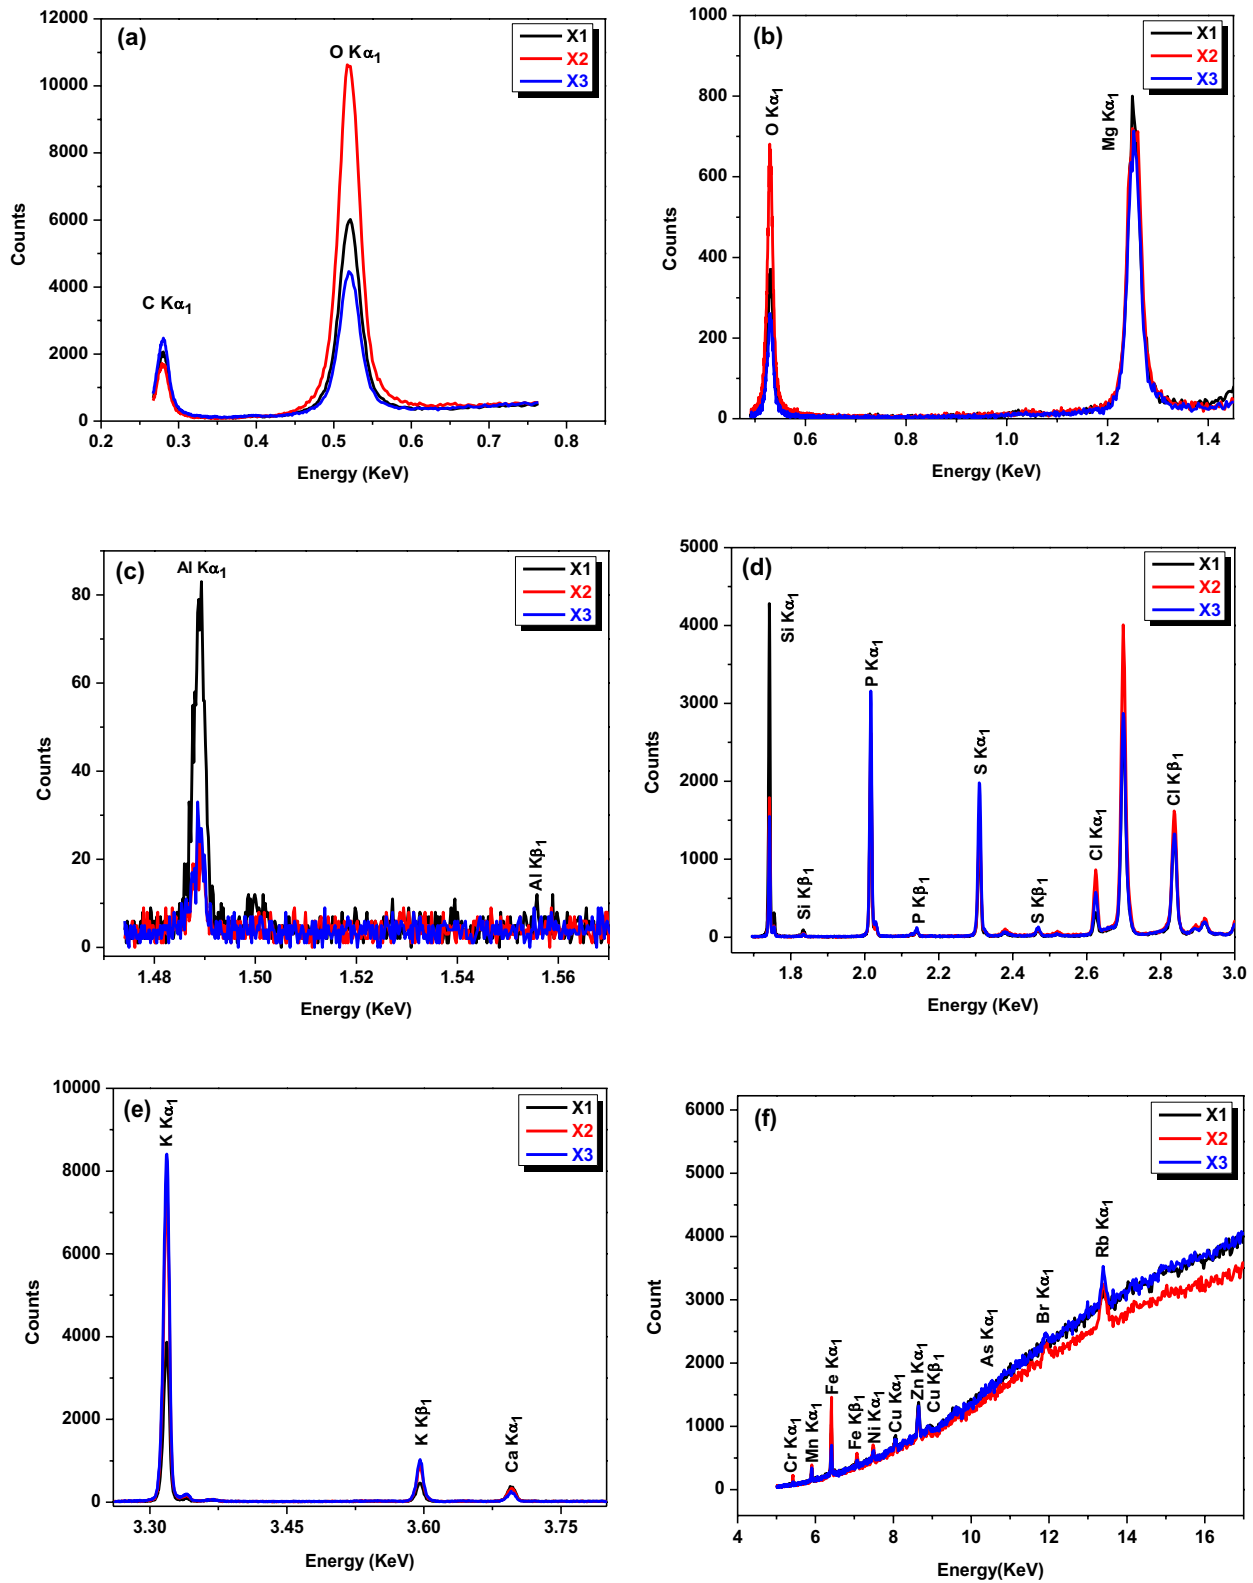 (a)
X1
X2
X3
O Kα1
C Kα1
12000
10000
8000
6000
4000
2000
0
0.2 0.3 0.4 0.5 0.6 0.7 0.8
Counts
Energy (KeV)
(b)
X1
X2
X3
O Kα1
Mg Kα1
1000
800
600
400
200
0
0.6 0.8 1.0 1.2 1.4
Counts
Energy (KeV)
(c)
X1
X2
X3
Al Kα1
Al Kβ1
80
60
40
20
0
1.48 1.50 1.52 1.54 1.56
Counts
Energy (KeV)
(d)
X1
X2
X3
Si Kα1
Si Kβ1
P Kα1
P Kβ1
S Kα1
S Kβ1
Cl Kα1
Cl Kβ1
5000
4000
3000
2000
1000
0
1.8 2.0 2.2 2.4 2.6 2.8 3.0
Counts
Energy (KeV)
(e)
X1
X2
X3
K Kα1
K Kβ1
Ca Kα1
10000
8000
6000
4000
2000
0
3.30 3.45 3.60 3.75
Counts
Energy (KeV)
(f)
X1
X2
X3
Cr Kα1
Mn Kα1
Fe Kα1
Fe Kβ1
Ni Kα1
Cu Kα1
Zn Kα1
Cu Kβ1
As Kα1
Br Kα1
Rb Kα1
6000
5000
4000
3000
2000
1000
0
4 6 8 10 12 14 16
Count
Energy(KeV)